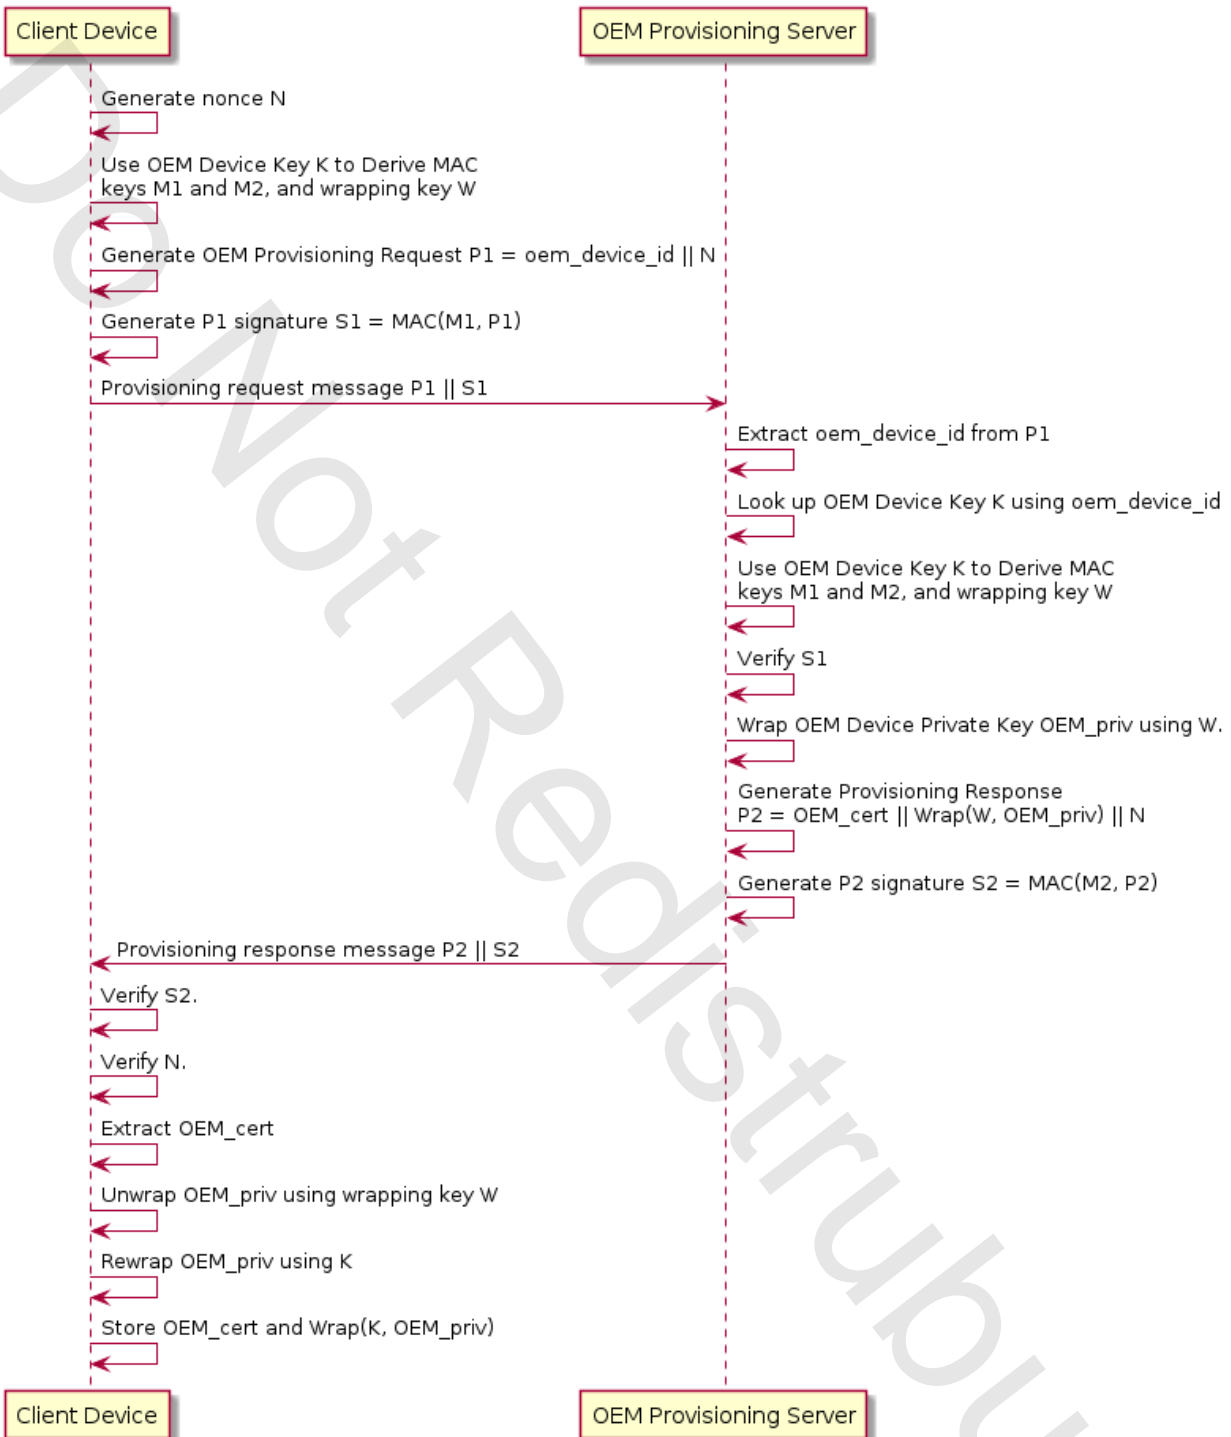 Client Device
OEM Provisioning Server
Generate nonce N
Use OEM Device Key K to Derive MAC
keys M1 and M2, and wrapping key W
Generate OEM Provisioning Request P1 = oem_device_id || N
Generate P1 signature S1 = MAC(M1, P1)
Provisioning request message P1 || S1
Extract oem_device_id from P1
Look up OEM Device Key K using oem_device_id
Use OEM Device Key K to Derive MAC
keys M1 and M2, and wrapping key W
Verify S1
Wrap OEM Device Private Key OEM_priv using W.
Generate Provisioning Response
P2 = OEM_cert || Wrap(W, OEM_priv) || N
Generate P2 signature S2 = MAC(M2, P2)
Provisioning response message P2 || S2
Verify S2.
Verify N.
Extract OEM_cert
Unwrap OEM_priv using wrapping key W
Rewrap OEM_priv using K
Store OEM_cert and Wrap(K, OEM_priv)
Client Device
OEM Provisioning Server
Do Not Redistribu